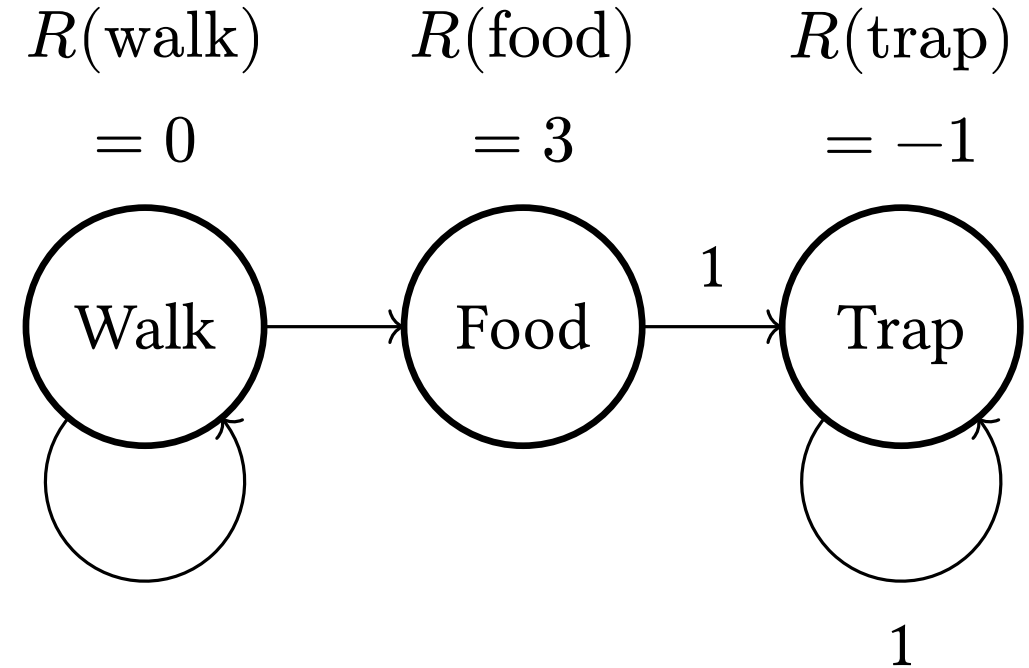 R(walk) R(food) R(trap)
= 0 = 3 = −1
1
Walk Food Trap
1